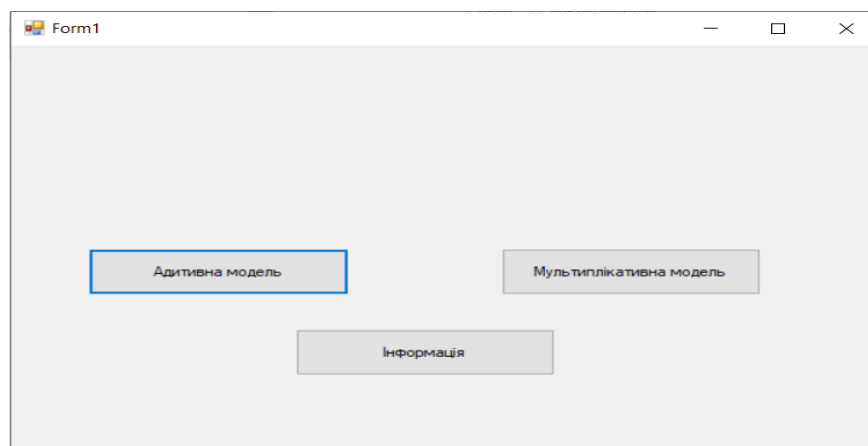 Form1
Адитивна модель
Мультиплікативна модель
Інформація